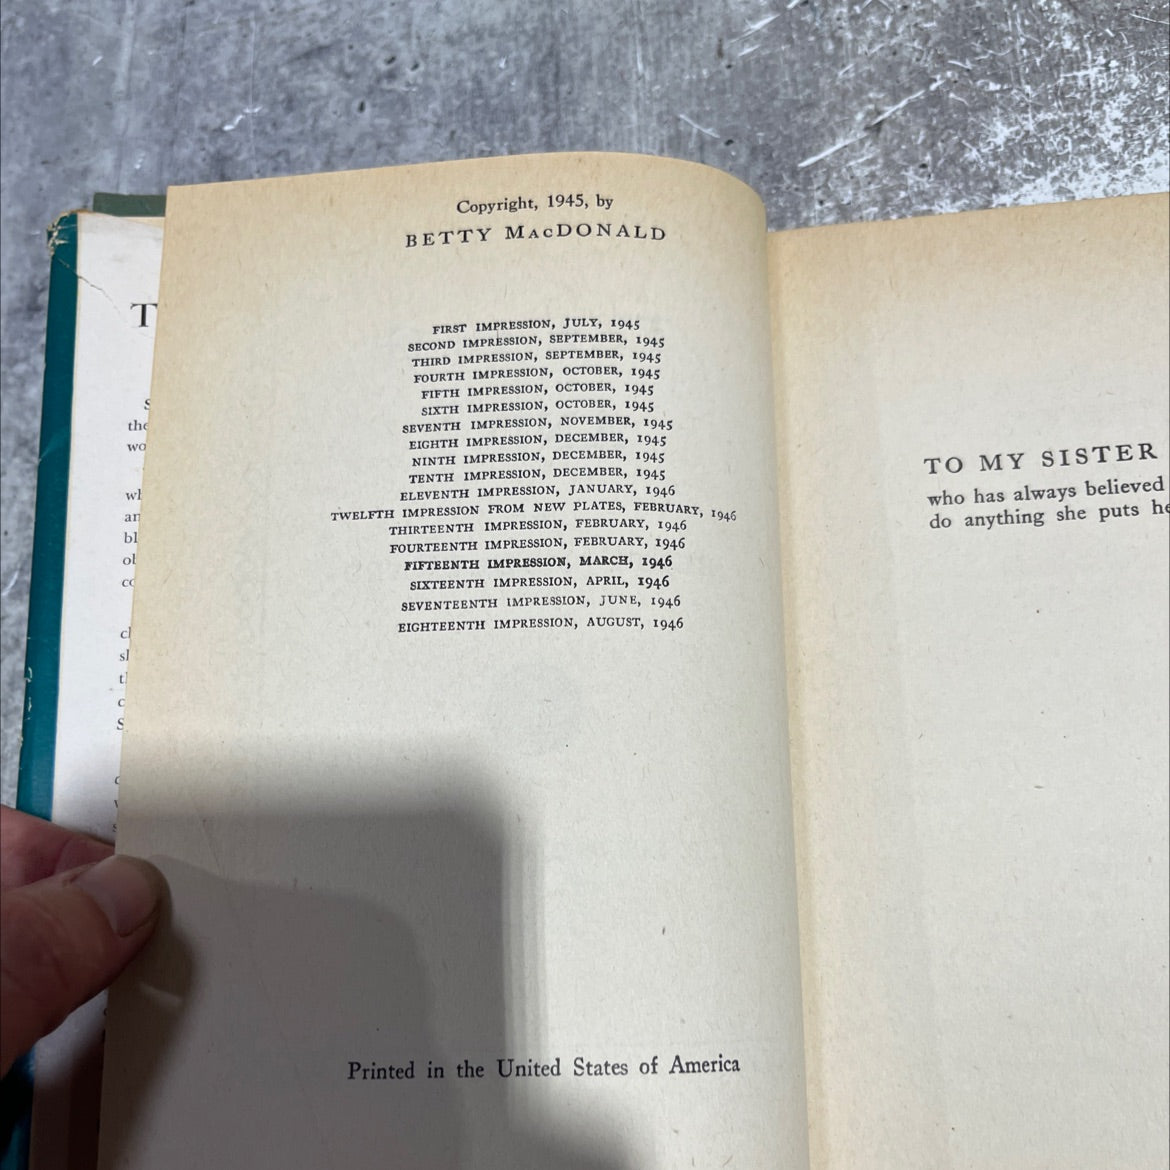 Copyright, 1945, by
BETTY MacDONALD
FIRST IMPRESSION, JULY, 1945
SECOND IMPRESSION, SEPTEMBER, 1945
THIRD IMPRESSION, SEPTEMBER, 1945
FOURTH IMPRESSION, OCTOBER, 1945
FIFTH IMPRESSION, OCTOBER, 1945
SIXTH IMPRESSION, OCTOBER, 1945
SEVENTH IMPRESSION, NOVEMBER, 1945
EIGHTH IMPRESSION, DECEMBER, 1945
NINTH IMPRESSION, DECEMBER, 1945
TENTH IMPRESSION, DECEMBER, 1945
ELEVENTH IMPRESSION, JANUARY, 1946
TWELFTH IMPRESSION FROM NEW PLATES, FEBRUARY, 1946
THIRTEENTH IMPRESSION, FEBRUARY, 1946
FOURTEENTH IMPRESSION, FEBRUARY, 1946
FIFTEENTH IMPRESSION, MARCH, 1946
SIXTEENTH IMPRESSION, APRIL, 1946
SEVENTEENTH IMPRESSION, JUNE, 1946
EIGHTEENTH IMPRESSION, AUGUST, 1946
Printed in the United States of America
TO MY SISTER
who has always believed
do anything she puts